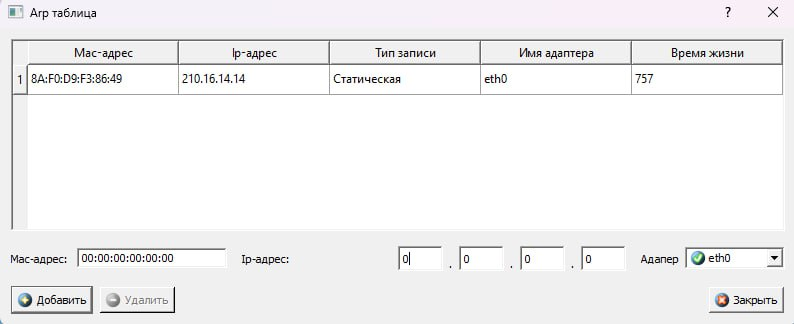 Arp таблица ?
Mac-адрес Ip-адрес Тип записи Имя адаптера Время жизни
1 8A:F0:D9:F3:86:49 210.16.14.14 Статическая eth0 757
Mac-адрес: 00:00:00:00:00:00 Ip-адрес: 0 . 0 . 0 . 0 Адапер eth0
Добавить Удалить Закрыть